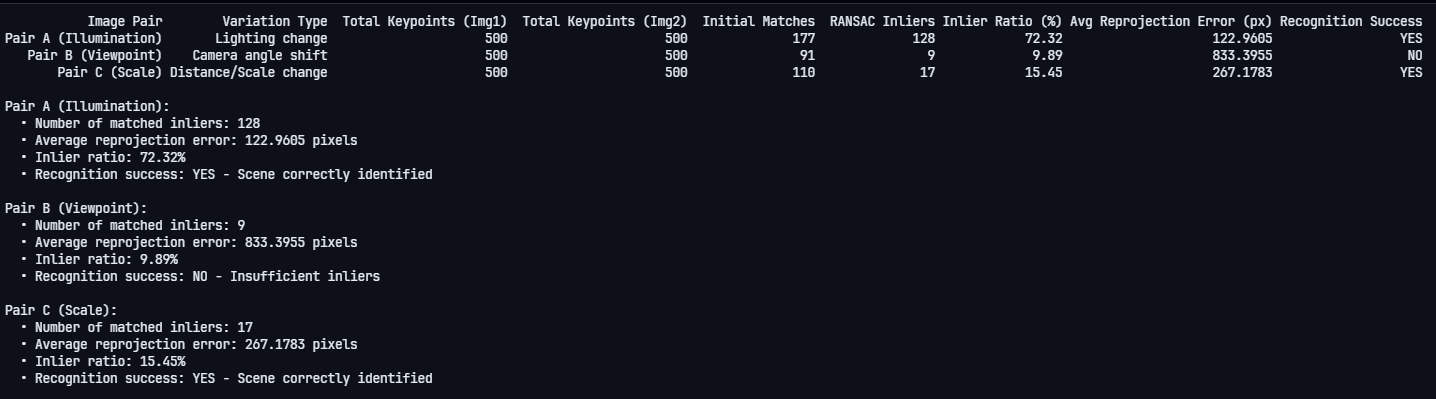 Image Pair Variation Type Total Keypoints (Img1) Total Keypoints (Img2) Initial Matches RANSAC Inliers Inlier Ratio (%) Avg Reprojection Error (px) Recognition Success
Pair A (Illumination) Lighting change 500 500 177 128 72.32 122.9605 YES
Pair B (Viewpoint) Camera angle shift 500 500 91 9 9.89 833.3955 NO
Pair C (Scale) Distance/Scale change 500 500 110 17 15.45 267.1783 YES
Pair A (Illumination):
• Number of matched inliers: 128
• Average reprojection error: 122.9605 pixels
• Inlier ratio: 72.32%
• Recognition success: YES - Scene correctly identified
Pair B (Viewpoint):
• Number of matched inliers: 9
• Average reprojection error: 833.3955 pixels
• Inlier ratio: 9.89%
• Recognition success: NO - Insufficient inliers
Pair C (Scale):
• Number of matched inliers: 17
• Average reprojection error: 267.1783 pixels
• Inlier ratio: 15.45%
• Recognition success: YES - Scene correctly identified